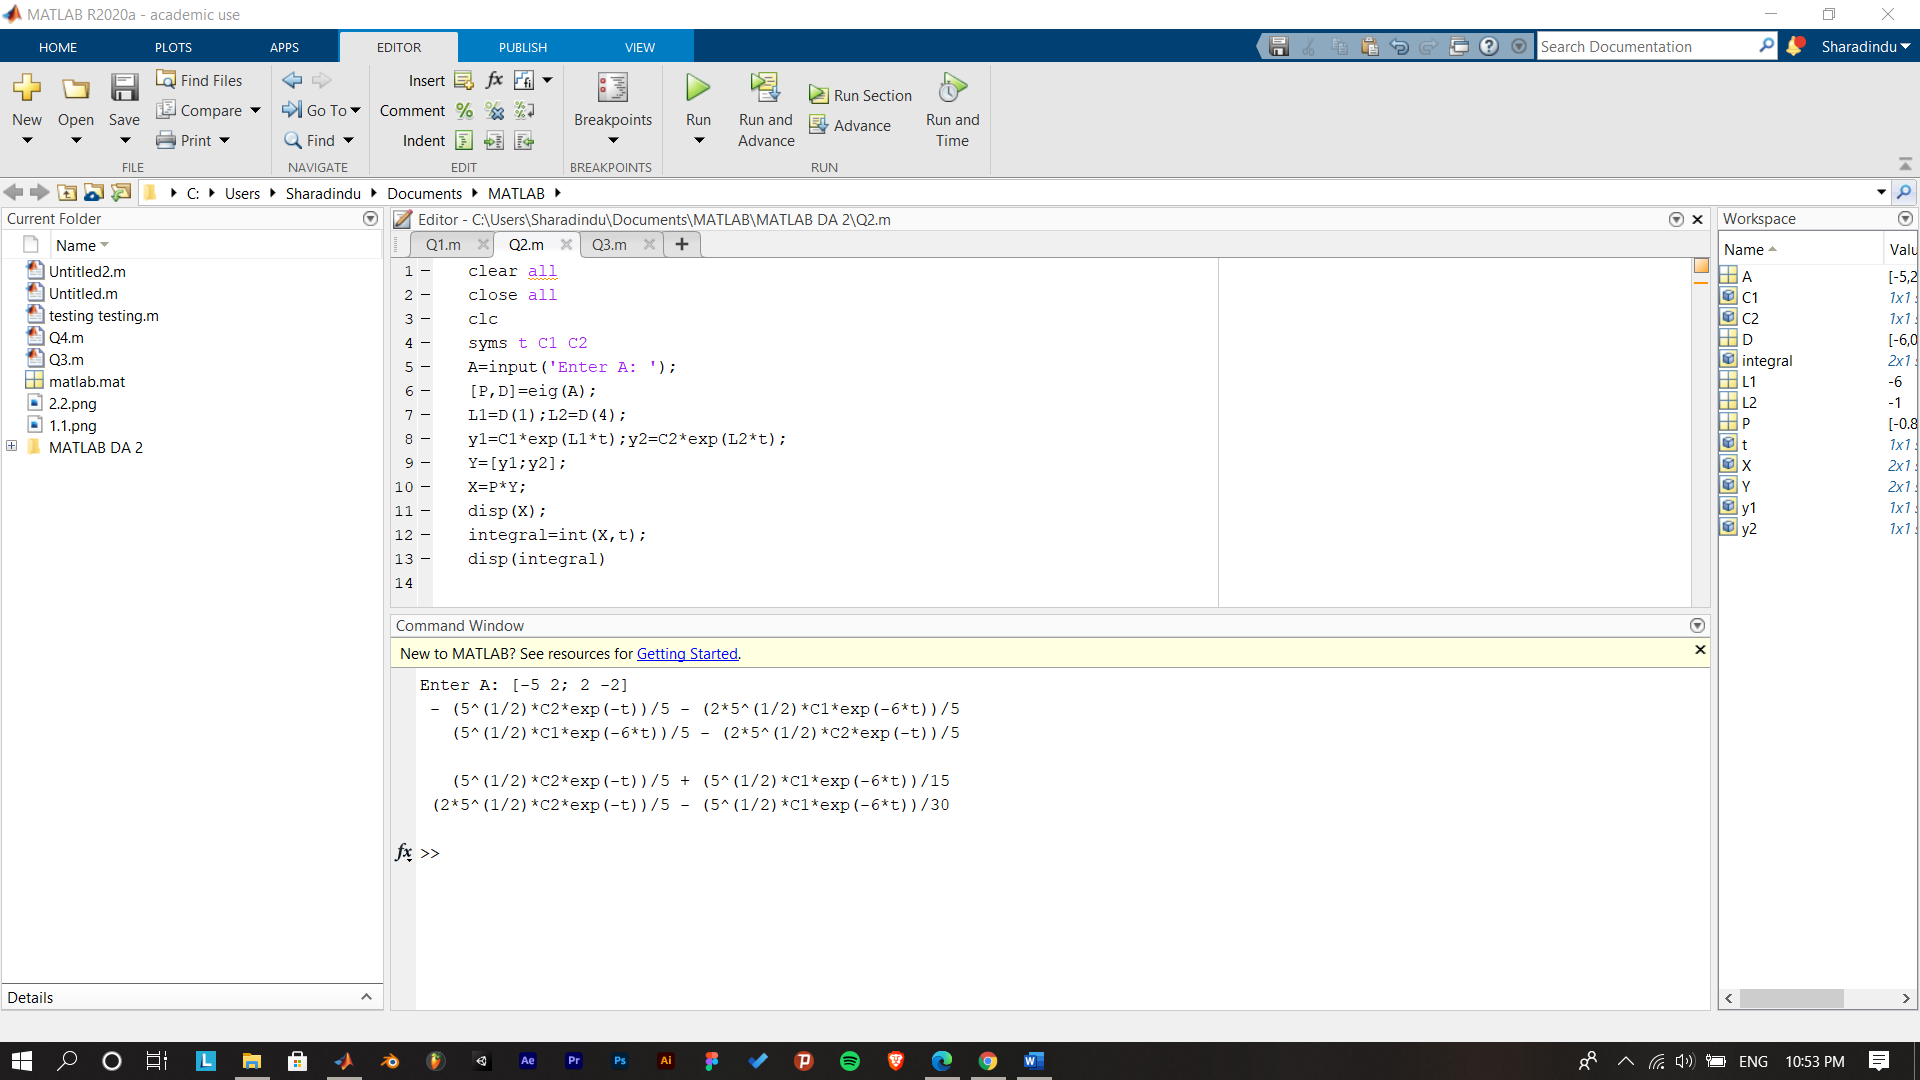 MATLAB R2020a - academic use
HOME PLOTS APPS EDITOR PUBLISH VIEW
Search Documentation
Sharadindu
New
Open
Save
Find Files
Compare
Print
FILE
Go To
Find
NAVIGATE
Insert fx
Comment
Indent
EDIT
Breakpoints
BREAKPOINTS
Run
Run and Advance
Run Section
Advance
Run and Time
RUN
C: Users Sharadindu Documents MATLAB
Current Folder
Name
Untitled2.m
Untitled.m
testing testing.m
Q4.m
Q3.m
matlab.mat
2.2.png
1.1.png
MATLAB DA 2
Details
Editor - C:\Users\Sharadindu\Documents\MATLAB\MATLAB DA 2\Q2.m
Q1.m Q2.m Q3.m
1 – clear all
2 – close all
3 – clc
4 – syms t C1 C2
5 – A=input('Enter A: ');
6 – [P,D]=eig(A);
7 – L1=D(1);L2=D(4);
8 – y1=C1*exp(L1*t);y2=C2*exp(L2*t);
9 – Y=[y1;y2];
10 – X=P*Y;
11 – disp(X);
12 – integral=int(X,t);
13 – disp(integral)
14
Command Window
New to MATLAB? See resources for Getting Started.
Enter A: [-5 2; 2 -2]
- (5^(1/2)*C2*exp(-t))/5 - (2*5^(1/2)*C1*exp(-6*t))/5
(5^(1/2)*C1*exp(-6*t))/5 - (2*5^(1/2)*C2*exp(-t))/5
(5^(1/2)*C2*exp(-t))/5 + (5^(1/2)*C1*exp(-6*t))/15
(2*5^(1/2)*C2*exp(-t))/5 - (5^(1/2)*C1*exp(-6*t))/30
fx >>
Workspace
Name Valu
A [-5,2
C1 1x1
C2 1x1
D [-6,0
integral 2x1
L1 -6
L2 -1
P [-0.8
t 1x1
X 2x1
Y 2x1
y1 1x1
y2 1x1
L Ae Pr Ps Ai W
ENG 10:53 PM